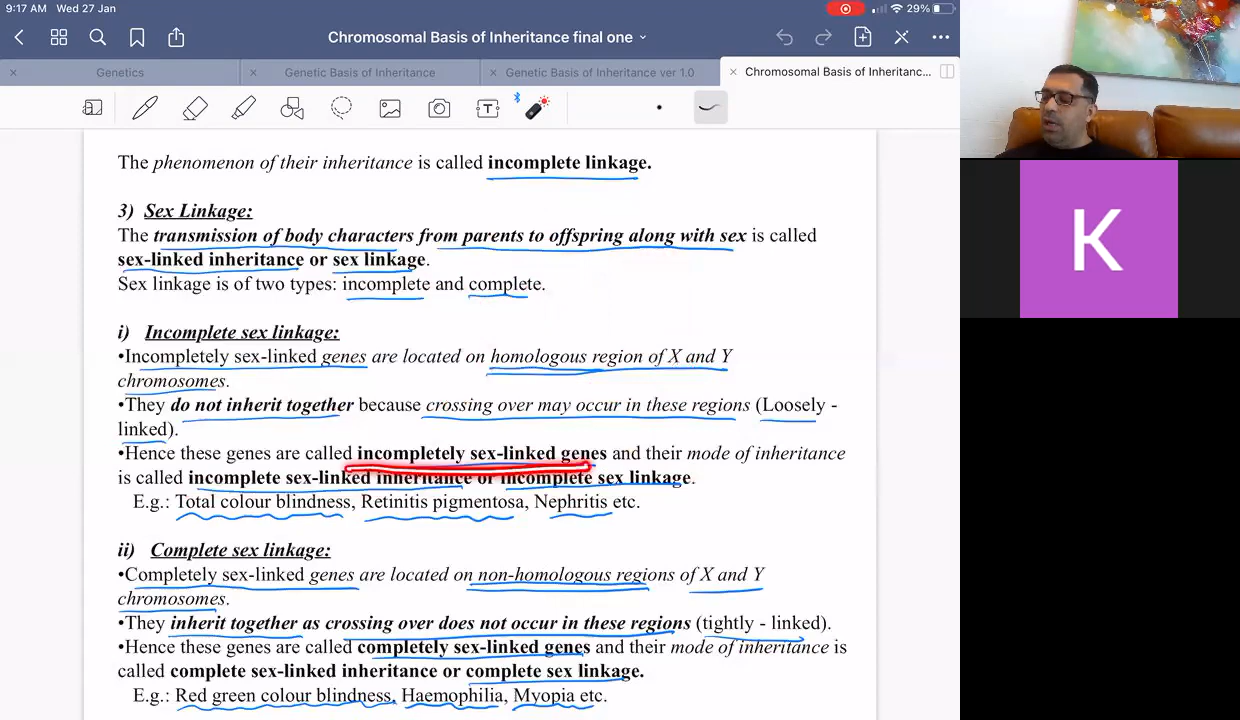 9:17 AM Wed 27 Jan
29%
Chromosomal Basis of Inheritance final one
Genetics
Genetic Basis of Inheritance
Genetic Basis of Inheritance ver 1.0
Chromosomal Basis of Inheritanc...
The phenomenon of their inheritance is called incomplete linkage.
3) Sex Linkage:
The transmission of body characters from parents to offspring along with sex is called
sex-linked inheritance or sex linkage.
Sex linkage is of two types: incomplete and complete.
i) Incomplete sex linkage:
•Incompletely sex-linked genes are located on homologous region of X and Y
chromosomes.
•They do not inherit together because crossing over may occur in these regions (Loosely -
linked).
•Hence these genes are called incompletely sex-linked genes and their mode of inheritance
is called incomplete sex-linked inheritance or incomplete sex linkage.
E.g.: Total colour blindness, Retinitis pigmentosa, Nephritis etc.
ii) Complete sex linkage:
•Completely sex-linked genes are located on non-homologous regions of X and Y
chromosomes.
•They inherit together as crossing over does not occur in these regions (tightly - linked).
•Hence these genes are called completely sex-linked genes and their mode of inheritance is
called complete sex-linked inheritance or complete sex linkage.
E.g.: Red green colour blindness, Haemophilia, Myopia etc.
K